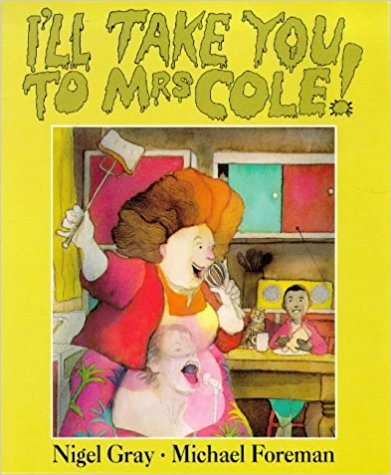 I'LL TAKE YOU
TO MRS COLE!
Nigel Gray · Michael Foreman